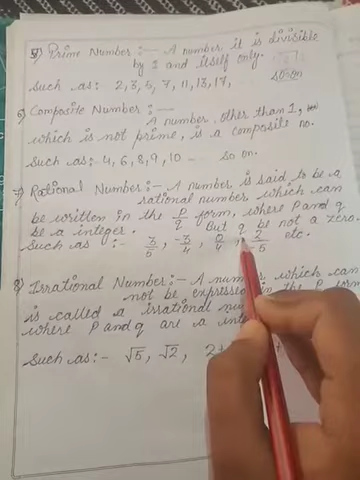 5) Prime Number :- A number it is divisible
by 1 and itself only.
Such as: 2, 3, 5, 7, 11, 13, 17, so on
6) Composite Number :-
A number, other than 1,
which is not prime, is a composite no.
Such as:- 4, 6, 8, 9, 10 -- so on.
7) Rational Number :- A number is said to be a
rational number, which can
be written in the P/q form, where P and q
be a integer. But q be not a zero.
Such as :- 3/5, -3/4, 0/4, 2/-5 etc.
8) Irrational Number :- A number, which can
not be expressed in the P form
is called a irrational
where P and q are a
Such as :- √5, √2, 2+